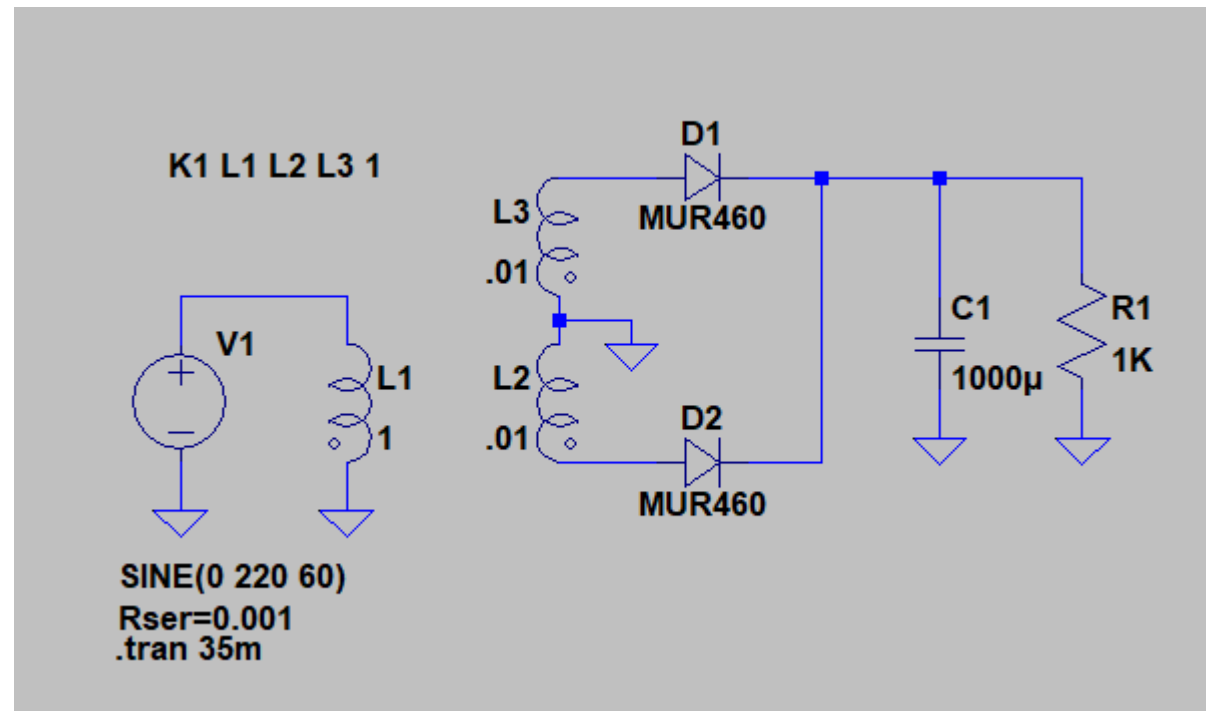 D1
K1 L1 L2 L3 1
L3
MUR460
.01
V1
C1
R1
L1
L2
1000µ
1K
D2
1
.01
MUR460
SINE(0 220 60)
Rser=0.001
.tran 35m